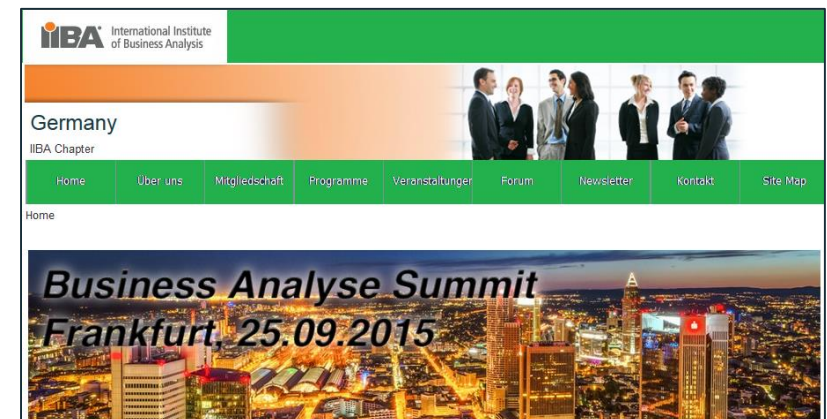 iiBA International Institute
of Business Analysis
Germany
IIBA Chapter
Home Über uns Mitgliedschaft Programme Veranstaltungen Forum Newsletter Kontakt Site Map
Home
Business Analyse Summit
Frankfurt, 25.09.2015